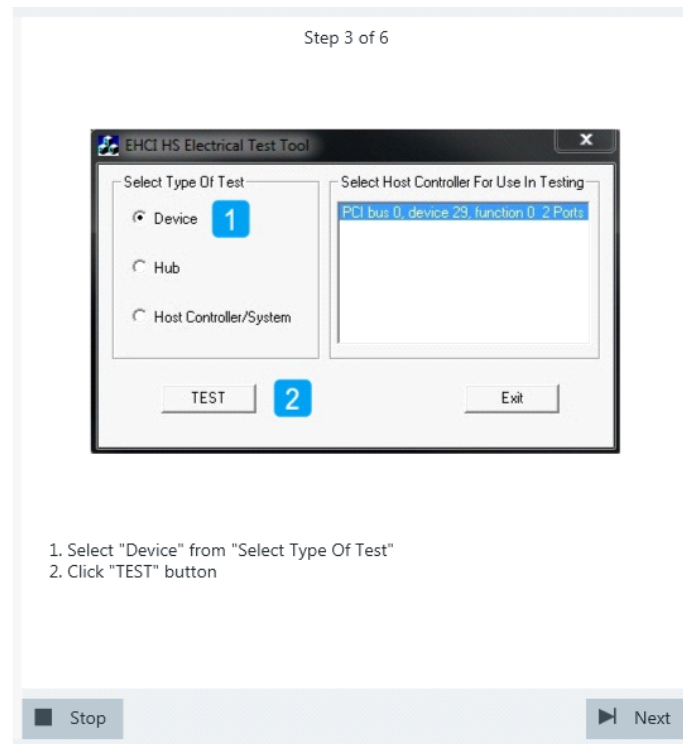 Step 3 of 6
EHCI HS Electrical Test Tool
x
Select Type Of Test
Select Host Controller For Use In Testing
Device
1
PCI bus 0, device 29, function 0 2 Ports
Hub
Host Controller/System
TEST
2
Exit
1. Select "Device" from "Select Type Of Test"
2. Click "TEST" button
Stop
Next